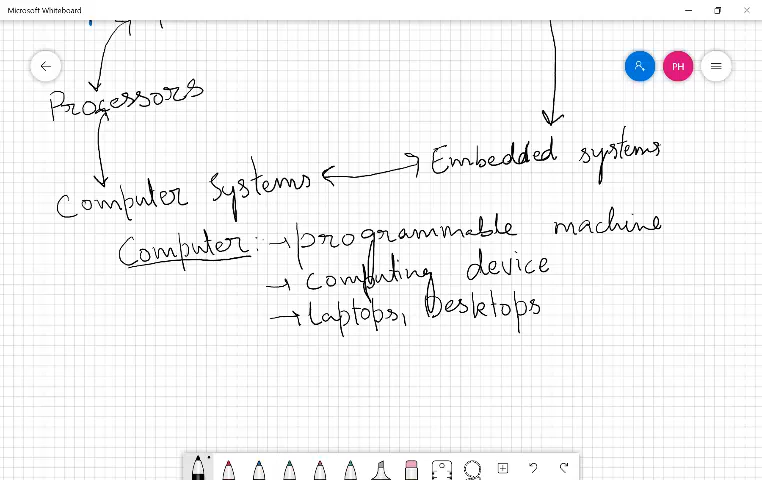 Microsoft Whiteboard
PH
Processors
Embedded systems
Computer Systems
Computer :→ programmable machine
→ computing device
→ Laptops, Desktops